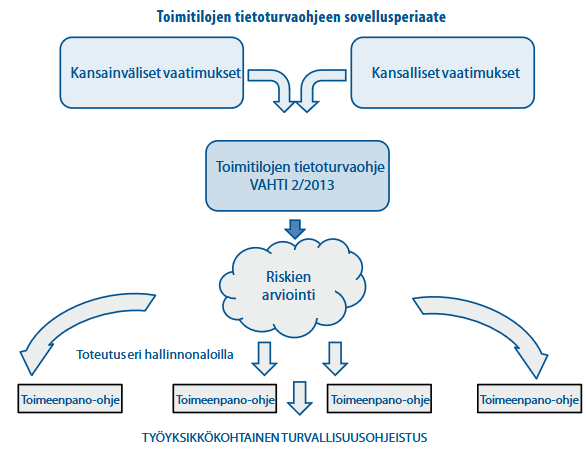 Toimitilojen tietoturvaohjeen sovellusperiaate
Kansainväliset vaatimukset
Kansalliset vaatimukset
Toimitilojen tietoturvaohje
VAHTI 2/2013
Riskien
arviointi
Toteutus eri hallinnonaloilla
Toimeenpano-ohje
Toimeenpano-ohje
Toimeenpano-ohje
Toimeenpano-ohje
TYÖYKSIKKÖKOHTAINEN TURVALLISUUSOHJEISTUS